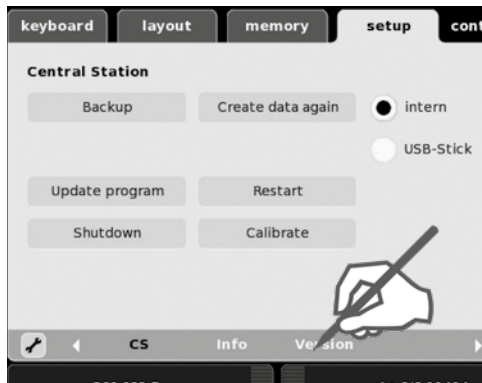 keyboard layout memory setup
Central Station
Backup Create data again intern
USB-Stick
Update program Restart
Shutdown Calibrate
CS Info Version